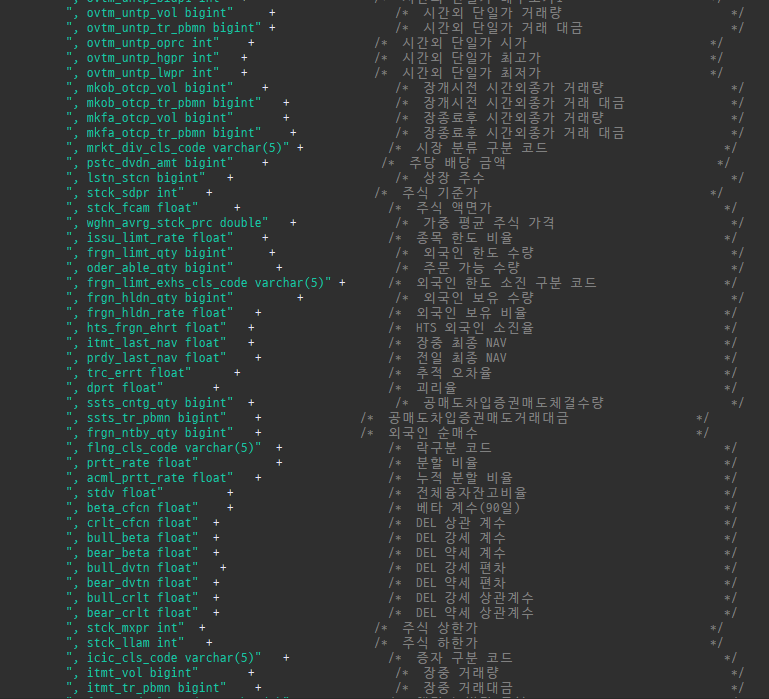 ", ovtm_untp_vol bigint" + /* 시간외 단일가 거래량 */
", ovtm_untp_tr_pbmn bigint" + /* 시간외 단일가 거래 대금 */
", ovtm_untp_oprc int" + /* 시간외 단일가 시가 */
", ovtm_untp_hgpr int" + /* 시간외 단일가 최고가 */
", ovtm_untp_lwpr int" + /* 시간외 단일가 최저가 */
", mkob_otcp_vol bigint" + /* 장개시전 시간외종가 거래량 */
", mkob_otcp_tr_pbmn bigint" + /* 장개시전 시간외종가 거래 대금 */
", mkfa_otcp_vol bigint" + /* 장종료후 시간외종가 거래량 */
", mkfa_otcp_tr_pbmn bigint" + /* 장종료후 시간외종가 거래 대금 */
", mrkt_div_cls_code varchar(5)" + /* 시장 분류 구분 코드 */
", pstc_dvdn_amt bigint" + /* 주당 배당 금액 */
", lstn_stcn bigint" + /* 상장 주수 */
", stck_sdpr int" + /* 주식 기준가 */
", stck_fcam float" + /* 주식 액면가 */
", wghn_avrg_stck_prc double" + /* 가중 평균 주식 가격 */
", issu_limt_rate float" + /* 종목 한도 비율 */
", frgn_limt_qty bigint" + /* 외국인 한도 수량 */
", oder_able_qty bigint" + /* 주문 가능 수량 */
", frgn_limt_exhs_cls_code varchar(5)" + /* 외국인 한도 소진 구분 코드 */
", frgn_hldn_qty bigint" + /* 외국인 보유 수량 */
", frgn_hldn_rate float" + /* 외국인 보유 비율 */
", hts_frgn_ehrt float" + /* HTS 외국인 소진율 */
", itmt_last_nav float" + /* 장중 최종 NAV */
", prdy_last_nav float" + /* 전일 최종 NAV */
", trc_errt float" + /* 추적 오차율 */
", dprt float" + /* 괴리율 */
", ssts_cntg_qty bigint" + /* 공매도차입증권매도체결수량 */
", ssts_tr_pbmn bigint" + /* 공매도차입증권매도거래대금 */
", frgn_ntby_qty bigint" + /* 외국인 순매수 */
", flng_cls_code varchar(5)" + /* 락구분 코드 */
", prtt_rate float" + /* 분할 비율 */
", acml_prtt_rate float" + /* 누적 분할 비율 */
", stdv float" + /* 전체융자잔고비율 */
", beta_cfcn float" + /* 베타 계수(90일) */
", crlt_cfcn float" + /* DEL 상관 계수 */
", bull_beta float" + /* DEL 강세 계수 */
", bear_beta float" + /* DEL 약세 계수 */
", bull_dvtn float" + /* DEL 강세 편차 */
", bear_dvtn float" + /* DEL 약세 편차 */
", bull_crlt float" + /* DEL 강세 상관계수 */
", bear_crlt float" + /* DEL 약세 상관계수 */
", stck_mxpr int" + /* 주식 상한가 */
", stck_llam int" + /* 주식 하한가 */
", icic_cls_code varchar(5)" + /* 증자 구분 코드 */
", itmt_vol bigint" + /* 장중 거래량 */
", itmt_tr_pbmn bigint" + /* 장중 거래대금 */